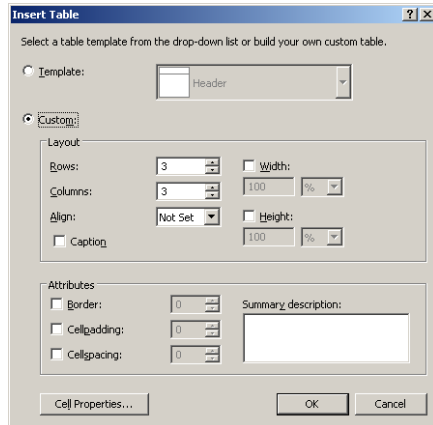 Insert Table
Select a table template from the drop-down list or build your own custom table.
Template:
Header
Custom:
Layout
Rows: 3 Width:
Columns: 3 100 %
Align: Not Set Height:
Caption 100 %
Attributes
Border: 0 Summary description:
Cellpadding: 0
Cellspacing: 0
Cell Properties... OK Cancel